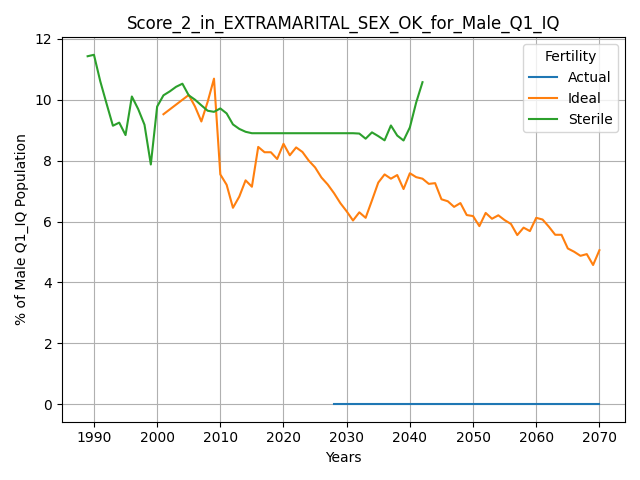 Score_2_in_EXTRAMARITAL_SEX_OK_for_Male_Q1_IQ
Fertility
Actual
Ideal
Sterile
% of Male Q1_IQ Population
12
10
8
6
4
2
0
1990 2000 2010 2020 2030 2040 2050 2060 2070
Years